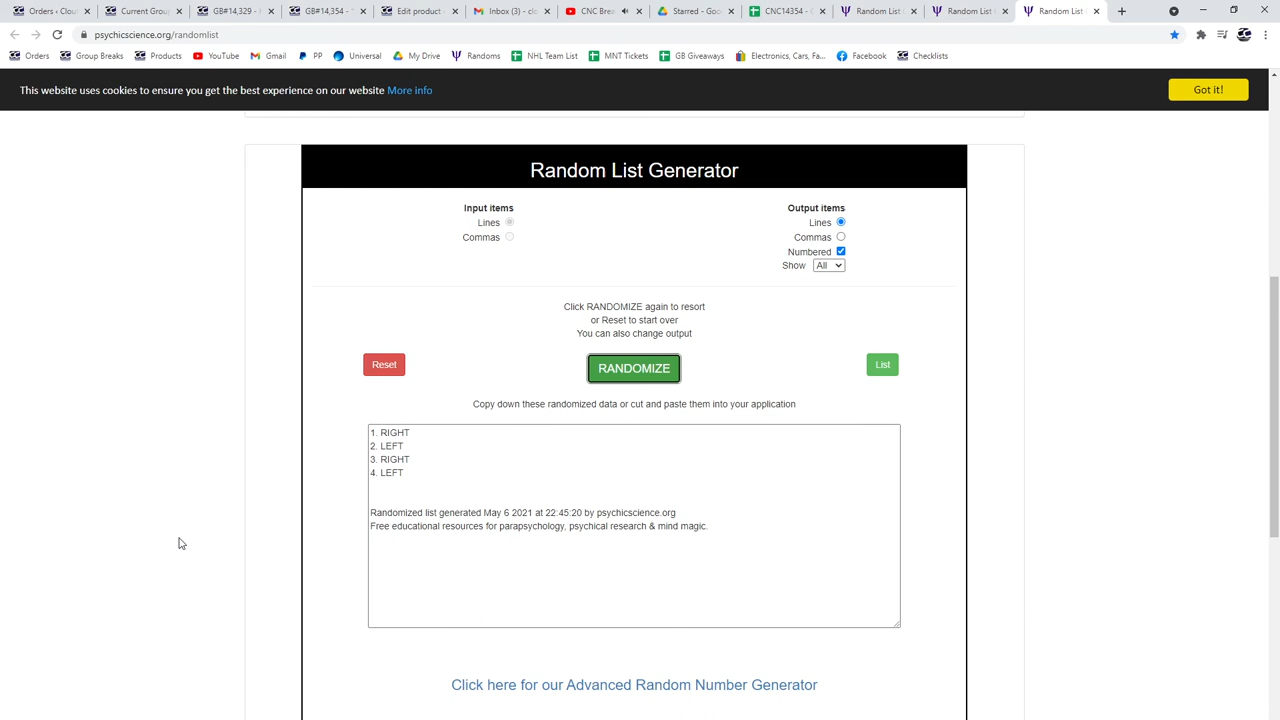 Orders ‹ Clou
Current Grou
GB#14,329 -
GB#14,354 -
Edit product
Inbox (3) - clo
CNC Bre
Starred - Goo
CNC14354 -
Random List
Random List
Random List
psychicscience.org/randomlist
Orders
Group Breaks
Products
YouTube
Gmail
PP
Universal
My Drive
Randoms
NHL Team List
MNT Tickets
GB Giveaways
Electronics, Cars, Fa...
Facebook
Checklists
This website uses cookies to ensure you get the best experience on our website More info
Got it!
Random List Generator
Input items
Lines
Commas
Output items
Lines
Commas
Numbered
Show All
Click RANDOMIZE again to resort
or Reset to start over
You can also change output
Reset
RANDOMIZE
List
Copy down these randomized data or cut and paste them into your application
1. RIGHT
2. LEFT
3. RIGHT
4. LEFT
Randomized list generated May 6 2021 at 22:45:20 by psychicscience.org
Free educational resources for parapsychology, psychical research & mind magic.
Click here for our Advanced Random Number Generator